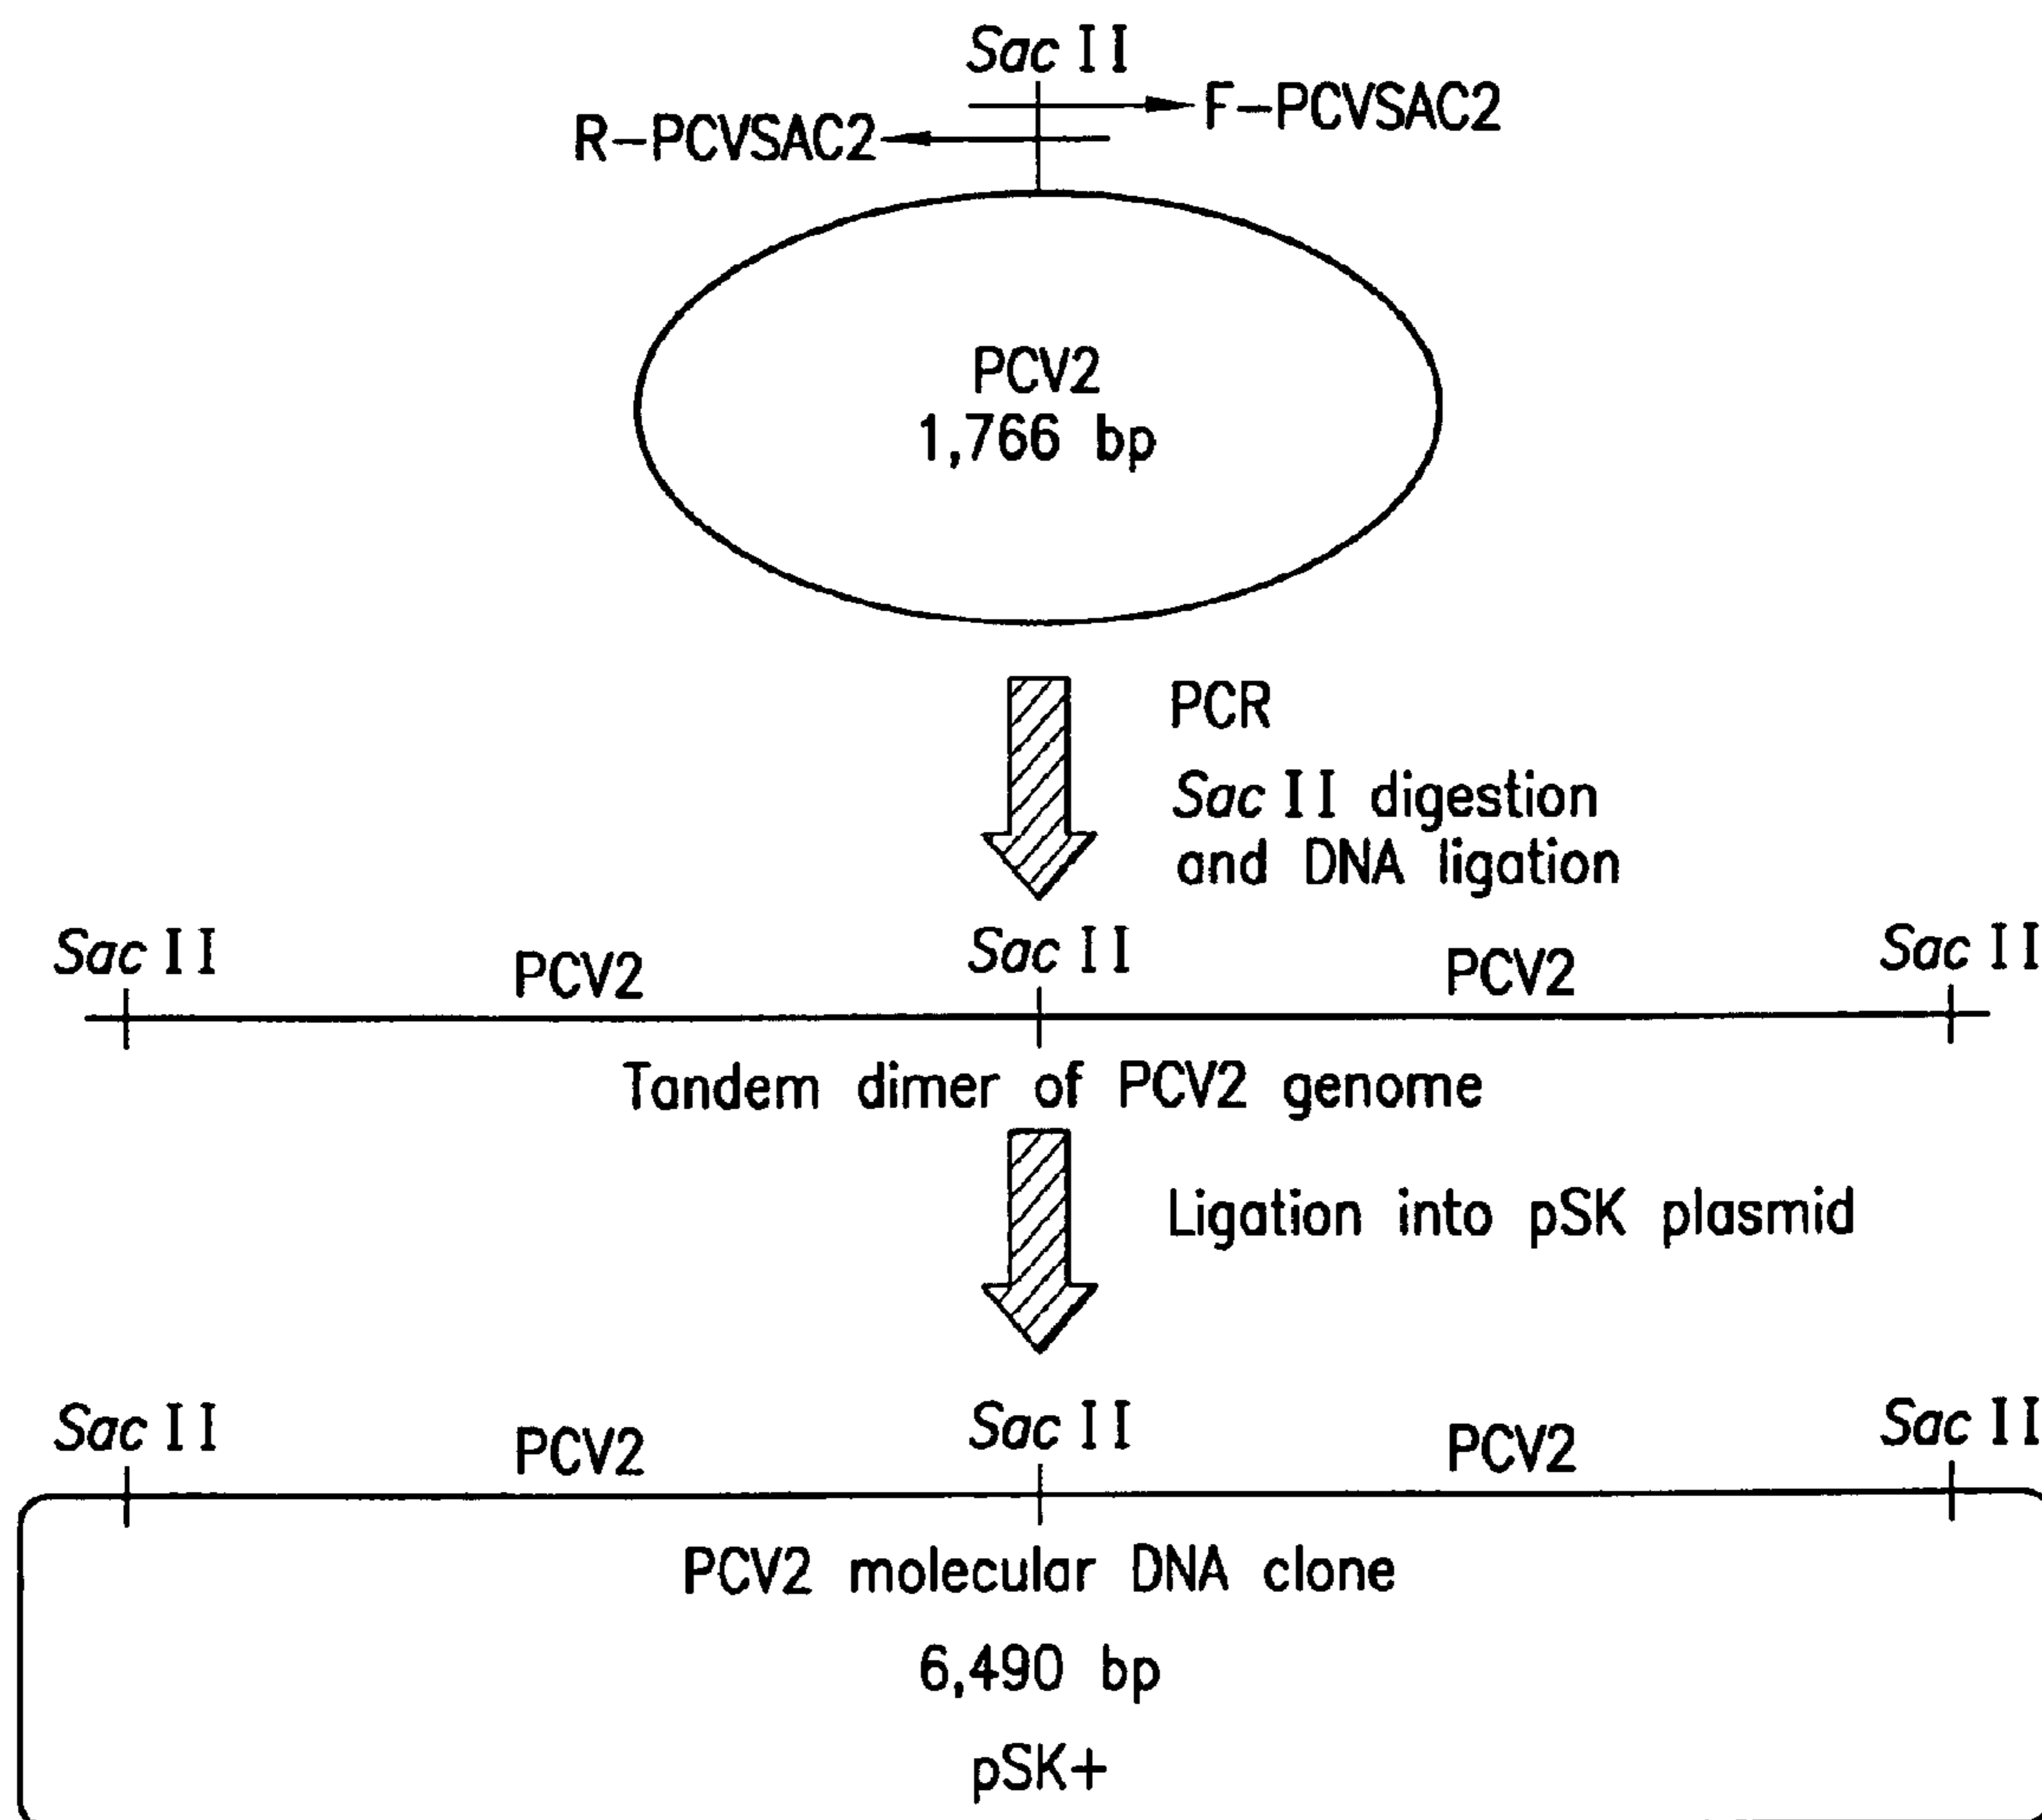 Sac II
F-PCVSAC2
R-PCVSAC2
PCV2
1,766 bp
PCR
Sac II digestion
and DNA ligation
Sac II
PCV2
Sac II
PCV2
Sac II
Tandem dimer of PCV2 genome
Ligation into pSK plasmid
Sac II
PCV2
Sac II
PCV2
Sac II
PCV2 molecular DNA clone
6,490 bp
pSK+